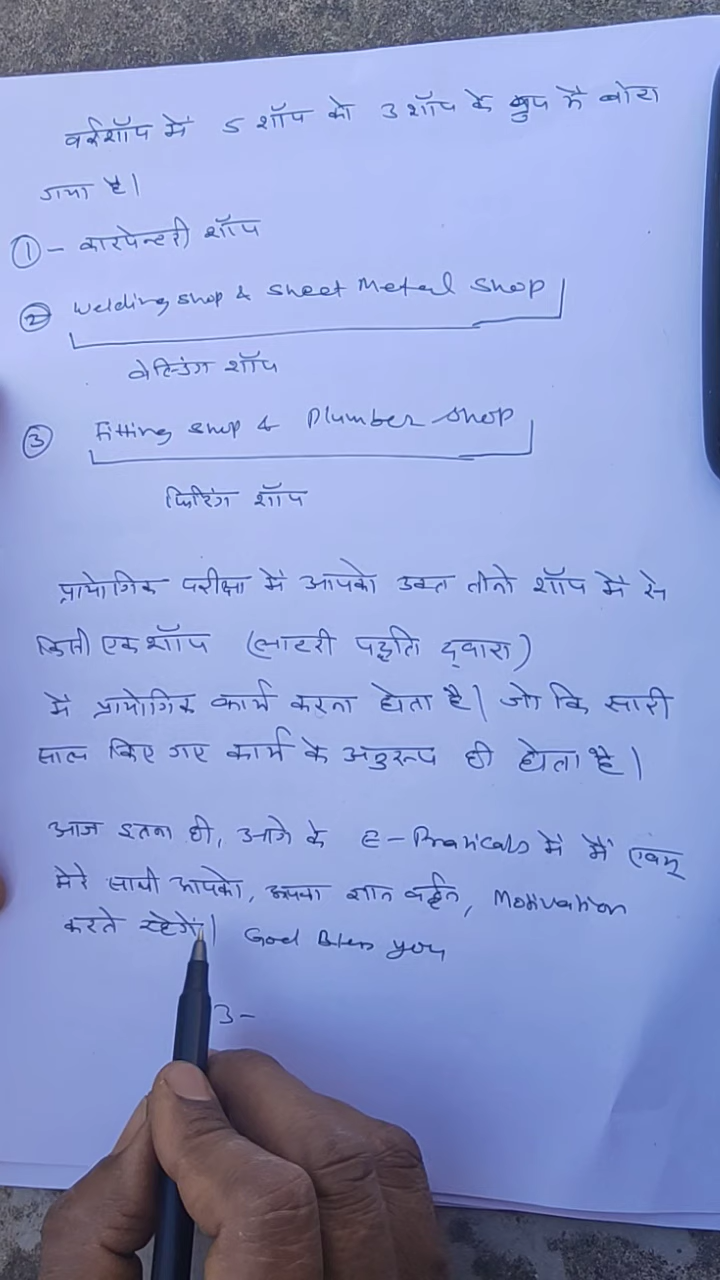 वर्कशॉप में 5 शॉप को 3 शॉप के ग्रुप में बांटा
गया है।
① - कारपेन्टरी शॉप
② Welding shop & Sheet Metal Shop
वेल्डिंग शॉप
③ Fitting shop & Plumber shop
फिटिंग शॉप
प्रायोगिक परीक्षा में आपको उक्त तीनो शॉप में से
किसी एक शॉप (लाटरी पद्धति द्वारा)
में प्रायोगिक कार्य करना होता है। जो कि सारी
साल किए गए कार्य के अनुरूप ही होता है।
आज इतना ही, आगे के E-Practicals में मैं एवम्
मेरे साथी आपको, आपका ज्ञान वर्द्धन, Motivation
करते रहेगें। God Bless you
3-